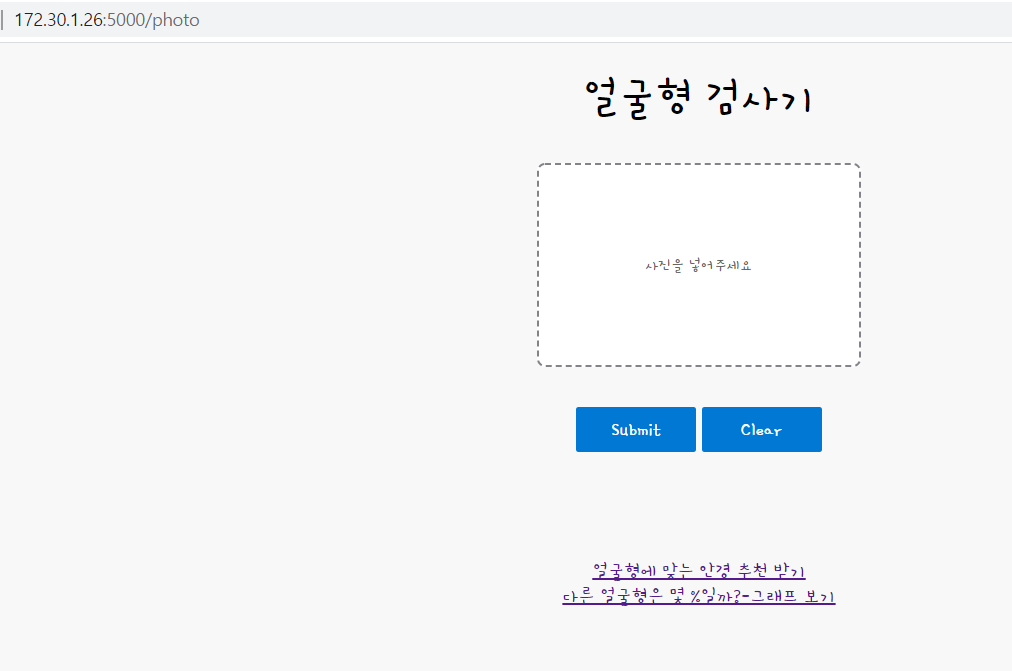 172.30.1.26:5000/photo
얼굴형 검사기
사진을 넣어주세요
Submit Clear
얼굴형에 맞는 안경 추천 받기
다른 얼굴형은 몇 %일까?-그래프 보기